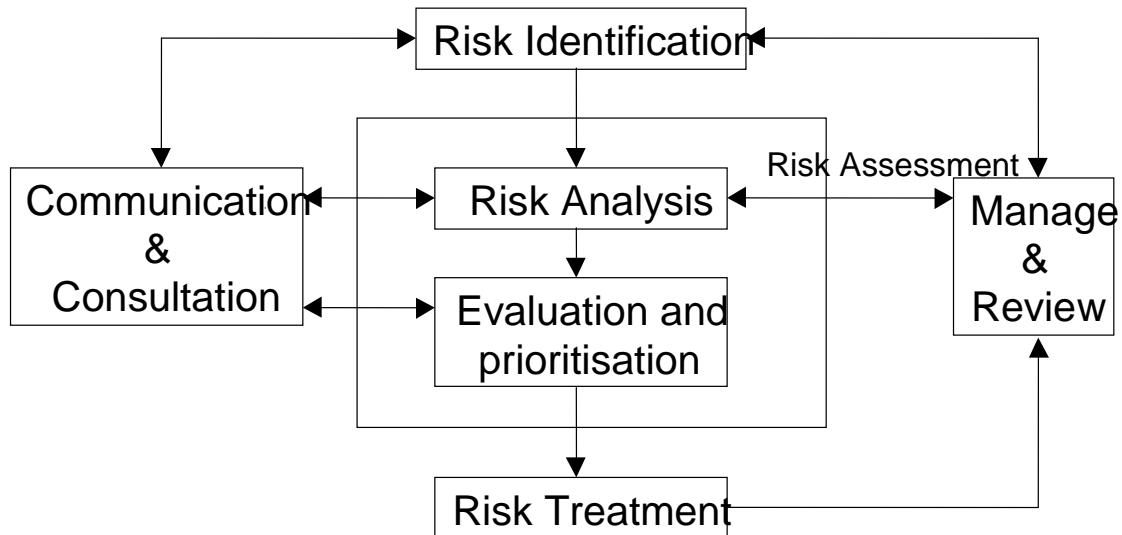 Risk Identification
Risk Assessment
Communication
&
Consultation
Risk Analysis
Manage
&
Review
Evaluation and
prioritisation
Risk Treatment